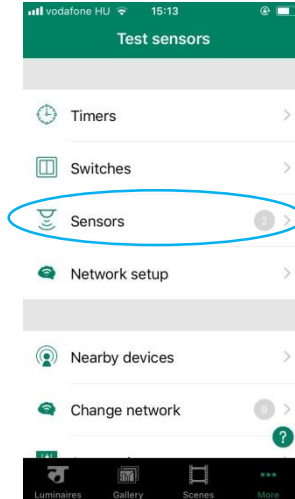 vodafone HU 15:13
Test sensors
Timers
Switches
Sensors 2
Network setup
Nearby devices
Change network 9
?
Luminaires Gallery Scenes More